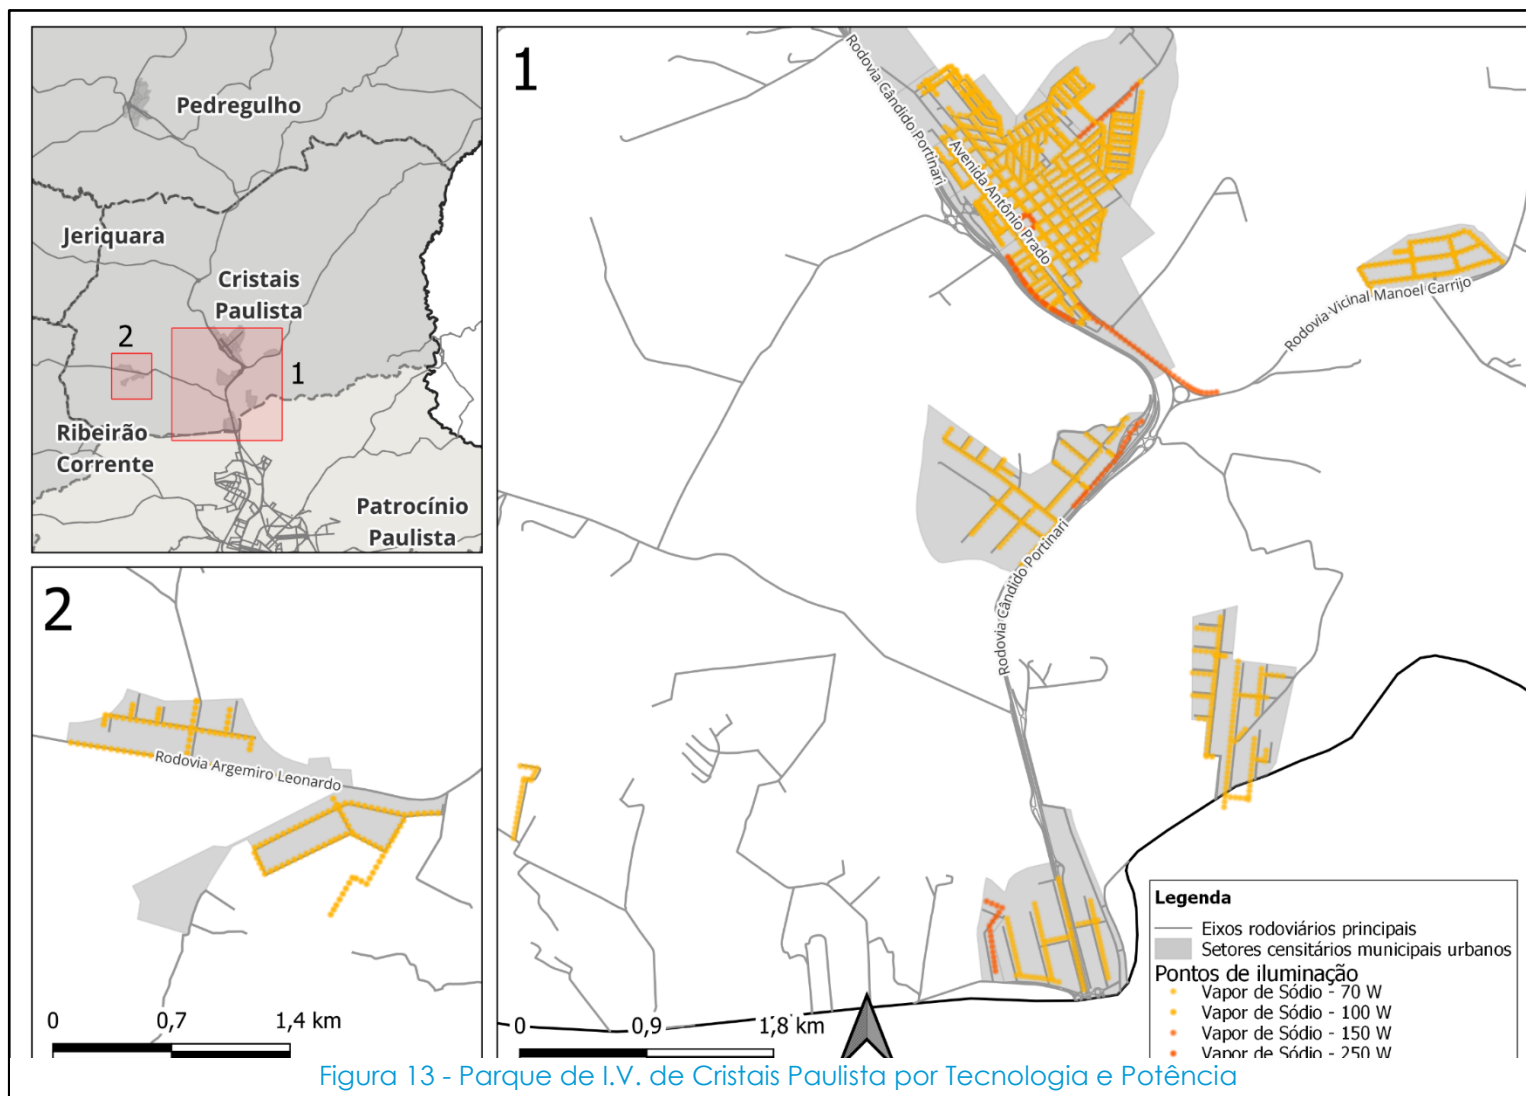 Pedregulho
Jeriquara
Cristais
Paulista
2
1
Ribeirão
Corrente
Patrocínio
Paulista
2
Rodovia Argemiro Leonardo
0
0,7
1,4 km
1
Rodovia Cândido Portinari
Avenida Antônio Prado
Rodovia Vicinal Manoel Carrijo
Rodovia Cândido Portinari
0
0,9
1,8 km
Legenda
Eixos rodoviários principais
Setores censitários municipais urbanos
Pontos de iluminação
Vapor de Sódio - 70 W
Vapor de Sódio - 100 W
Vapor de Sódio - 150 W
Vapor de Sódio - 250 W
Figura 13 - Parque de I.V. de Cristais Paulista por Tecnologia e Potência